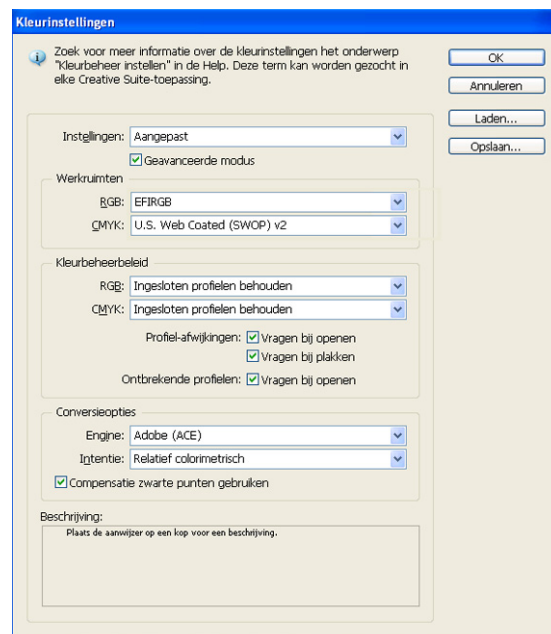 Kleurinstellingen
Zoek voor meer informatie over de kleurinstellingen het onderwerp
"Kleurbeheer instellen" in de Help. Deze term kan worden gezocht in
elke Creative Suite-toepassing.
OK
Annuleren
Laden...
Opslaan...
Instellingen: Aangepast
Geavanceerde modus
Werkruimten
RGB: EFIRGB
CMYK: U.S. Web Coated (SWOP) v2
Kleurbeheerbeleid
RGB: Ingesloten profielen behouden
CMYK: Ingesloten profielen behouden
Profiel-afwijkingen: Vragen bij openen
Vragen bij plakken
Ontbrekende profielen: Vragen bij openen
Conversieopties
Engine: Adobe (ACE)
Intentie: Relatief colorimetrisch
Compensatie zwarte punten gebruiken
Beschrijving:
Plaats de aanwijzer op een kop voor een beschrijving.